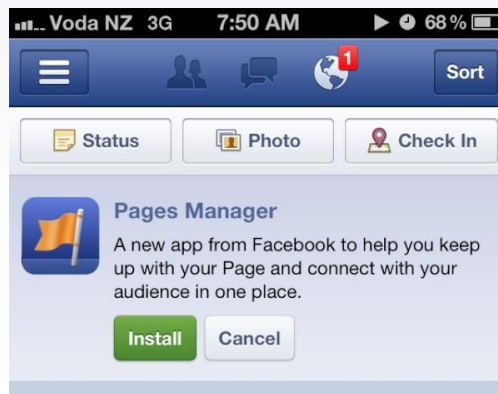 Voda NZ 3G 7:50 AM 68%
1
Sort
Status Photo Check In
Pages Manager
A new app from Facebook to help you keep
up with your Page and connect with your
audience in one place.
Install Cancel